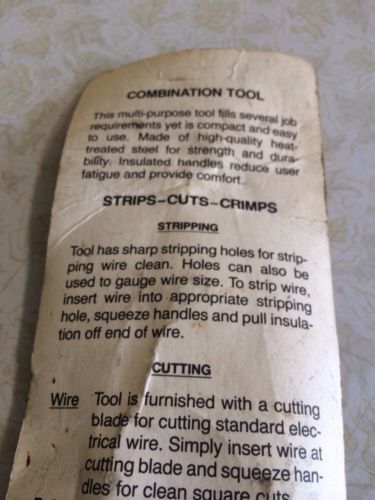 COMBINATION TOOL
This multi-purpose tool fills several job
requirements yet is compact and easy
to use. Made of high-quality heat-
treated steel for strength and dura-
bility. Insulated handles reduce user
fatigue and provide comfort.
STRIPS-CUTS-CRIMPS
STRIPPING
Tool has sharp stripping holes for strip-
ping wire clean. Holes can also be
used to gauge wire size. To strip wire,
insert wire into appropriate stripping
hole, squeeze handles and pull insula-
tion off end of wire.
CUTTING
Wire Tool is furnished with a cutting
blade for cutting standard elec-
trical wire. Simply insert wire at
cutting blade and squeeze han-
dles for clean square cuts.